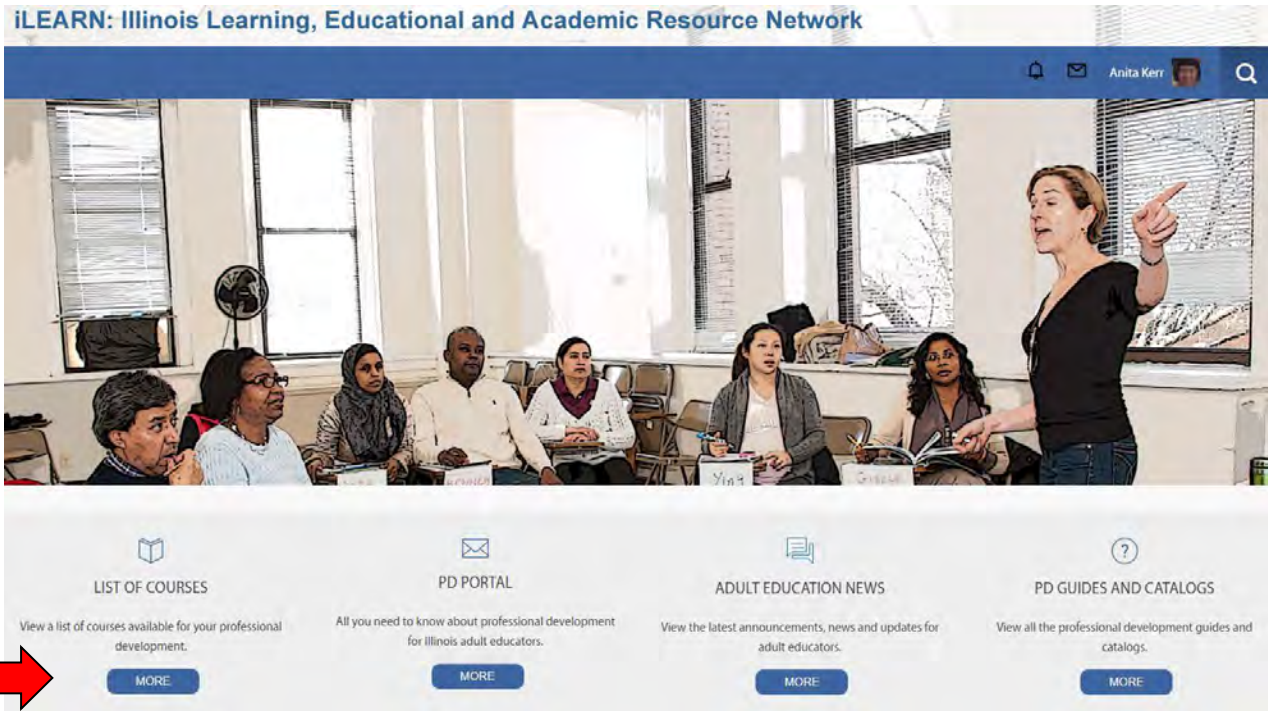 iLEARN: Illinois Learning, Educational and Academic Resource Network
Anita Kerr
Ying
LIST OF COURSES
View a list of courses available for your professional
development.
MORE
PD PORTAL
All you need to know about professional development
for Illinois adult educators.
MORE
ADULT EDUCATION NEWS
View the latest announcements, news and updates for
adult educators.
MORE
PD GUIDES AND CATALOGS
View all the professional development guides and
catalogs.
MORE